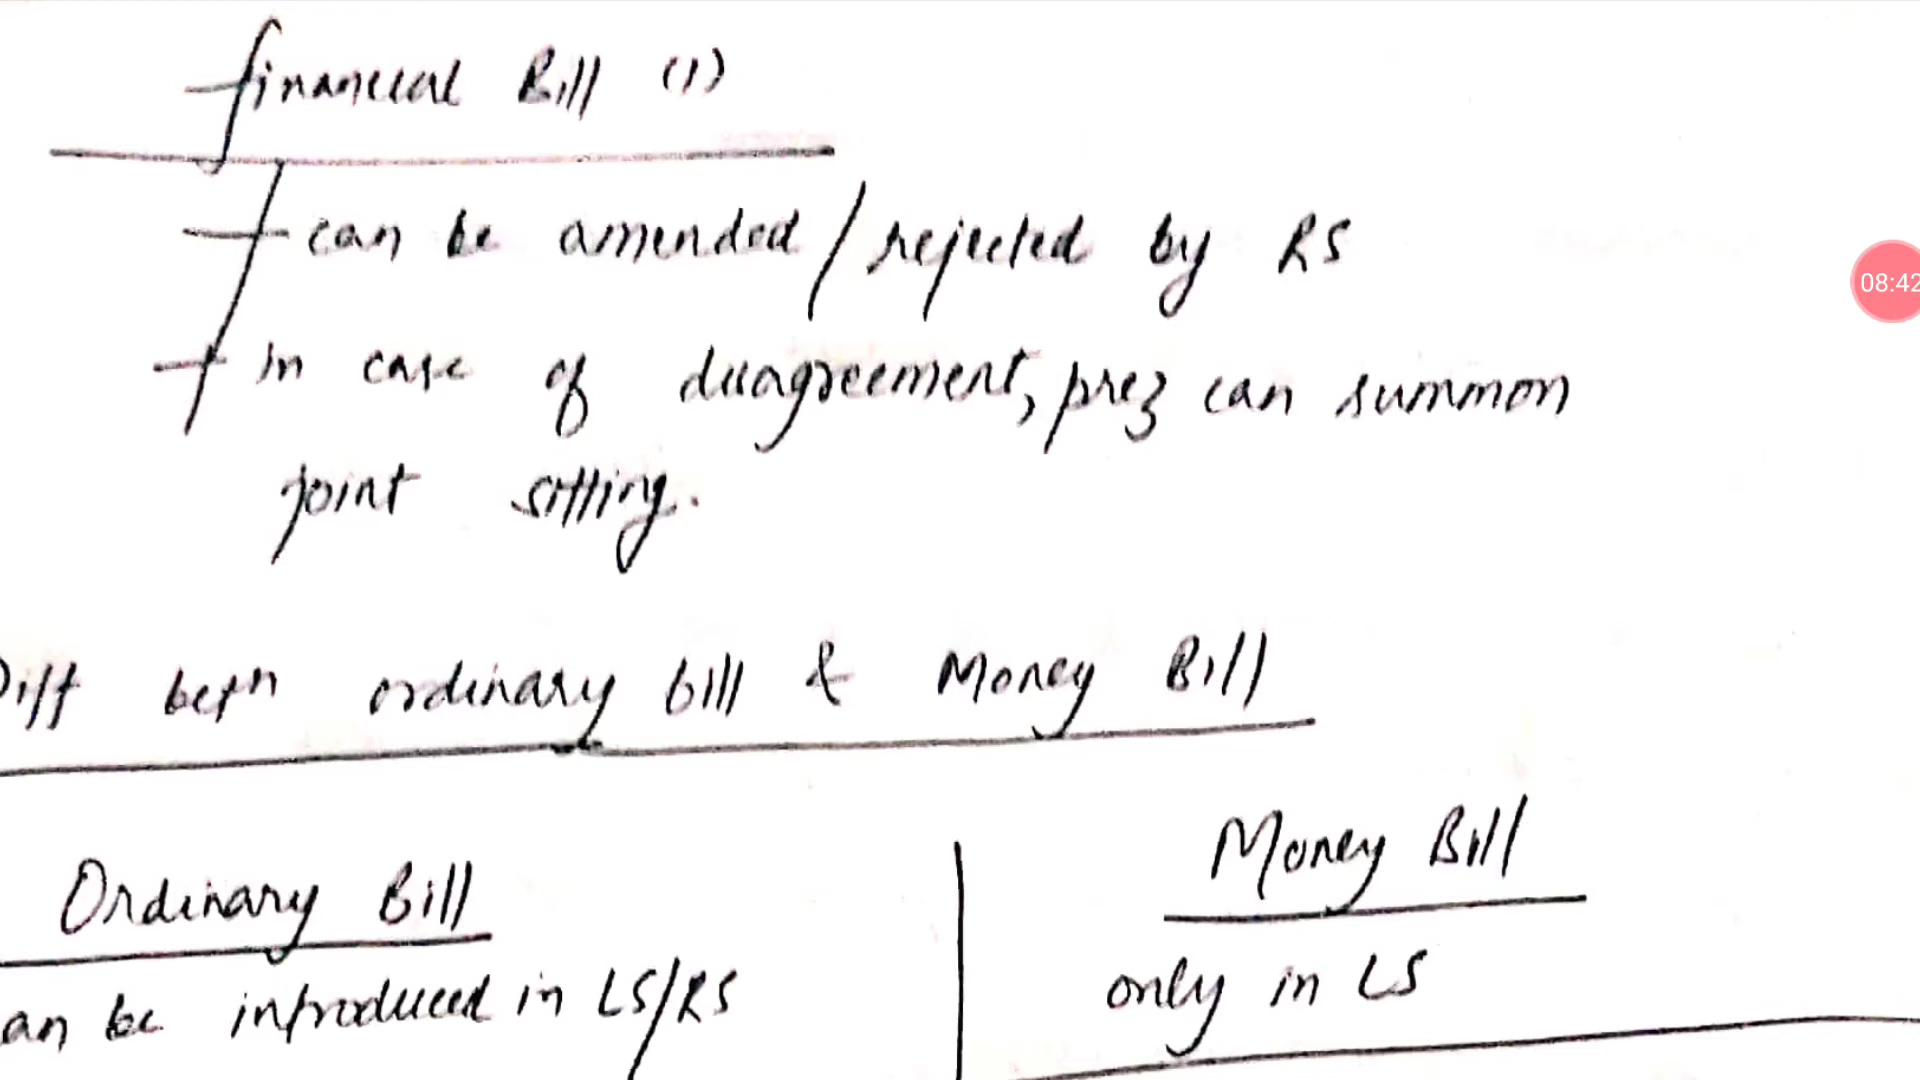 financial Bill (1)
can be amended / rejected by RS
in case of disagreement, prez can summon
joint sitting.
Diff betn ordinary bill & Money Bill
Ordinary Bill
Money Bill
can be introduced in LS/RS
only in LS
08:42